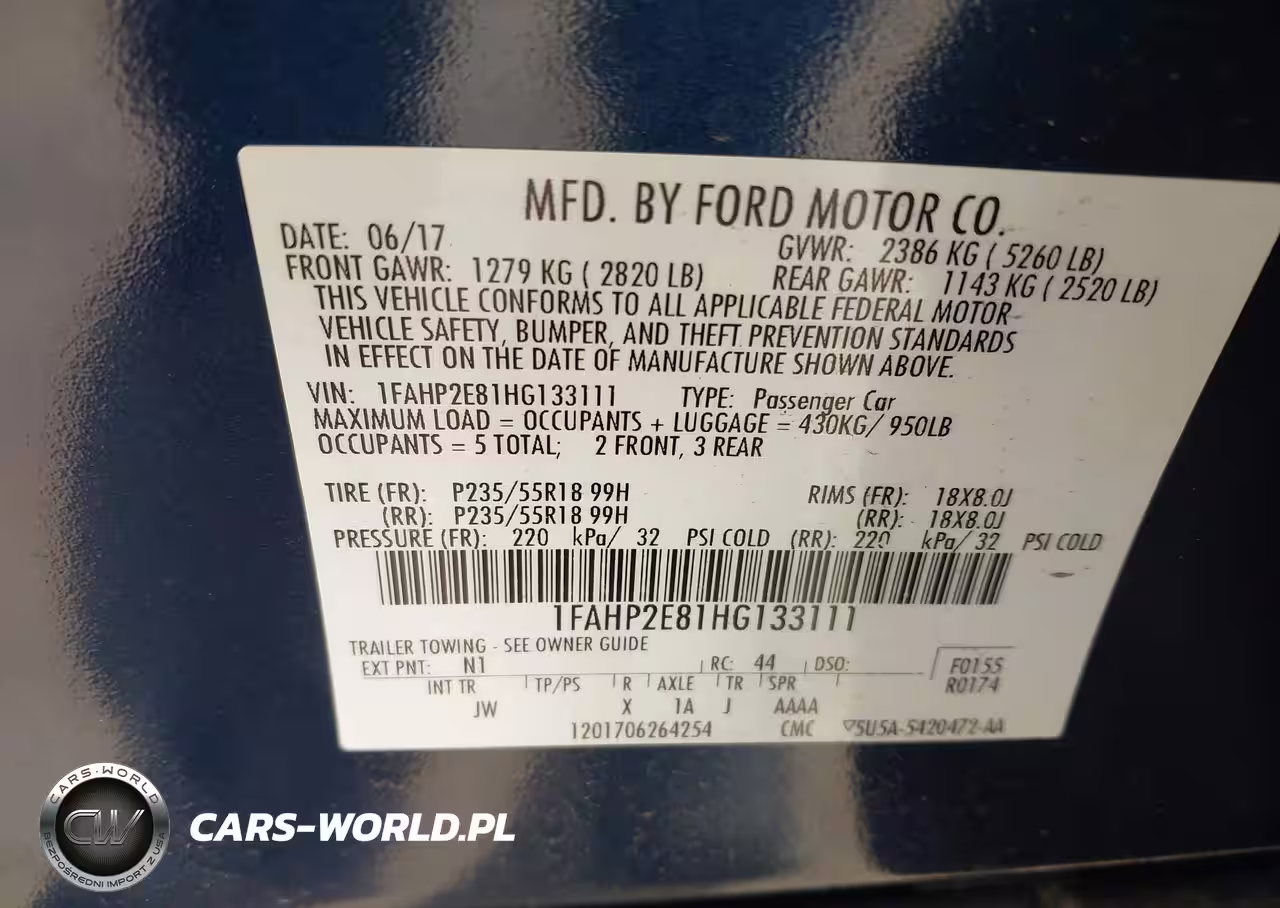 MFD. BY FORD MOTOR CO.
DATE: 06/17 GVWR: 2386 KG ( 5260 LB)
FRONT GAWR: 1279 KG ( 2820 LB) REAR GAWR: 1143 KG ( 2520 LB)
THIS VEHICLE CONFORMS TO ALL APPLICABLE FEDERAL MOTOR
VEHICLE SAFETY, BUMPER, AND THEFT PREVENTION STANDARDS
IN EFFECT ON THE DATE OF MANUFACTURE SHOWN ABOVE.
VIN: 1FAHP2E81HG133111 TYPE: Passenger Car
MAXIMUM LOAD = OCCUPANTS + LUGGAGE = 430KG/ 950LB
OCCUPANTS = 5 TOTAL; 2 FRONT, 3 REAR
TIRE (FR): P235/55R18 99H RIMS (FR): 18X8.0J
(RR): P235/55R18 99H (RR): 18X8.0J
PRESSURE (FR): 220 kPa/ 32 PSI COLD (RR): 220 kPa/ 32 PSI COLD
1FAHP2E81HG133111
TRAILER TOWING - SEE OWNER GUIDE
EXT PNT: N1 RC: 44 DSO: F0155
INT TR TP/PS R AXLE TR SPR R0174
JW X 1A J AAAA
1201706264254 CMC 5U5A-5420472-AA
CARS-WORLD
CW
BEZPOŚREDNI IMPORT Z USA
CARS-WORLD.PL